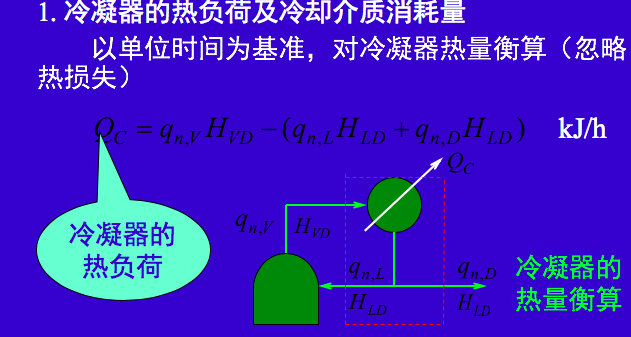 1. 冷凝器的热负荷及冷却介质消耗量
以单位时间为基准，对冷凝器热量衡算（忽略
热损失）
Q_C = q_{n,V} H_{VD} − (q_{n,L} H_{LD} + q_{n,D} H_{LD}) kJ/h
Q_C
冷凝器的
热负荷
q_{n,V} H_{VD}
q_{n,L} q_{n,D}
H_{LD} H_{LD}
冷凝器的
热量衡算